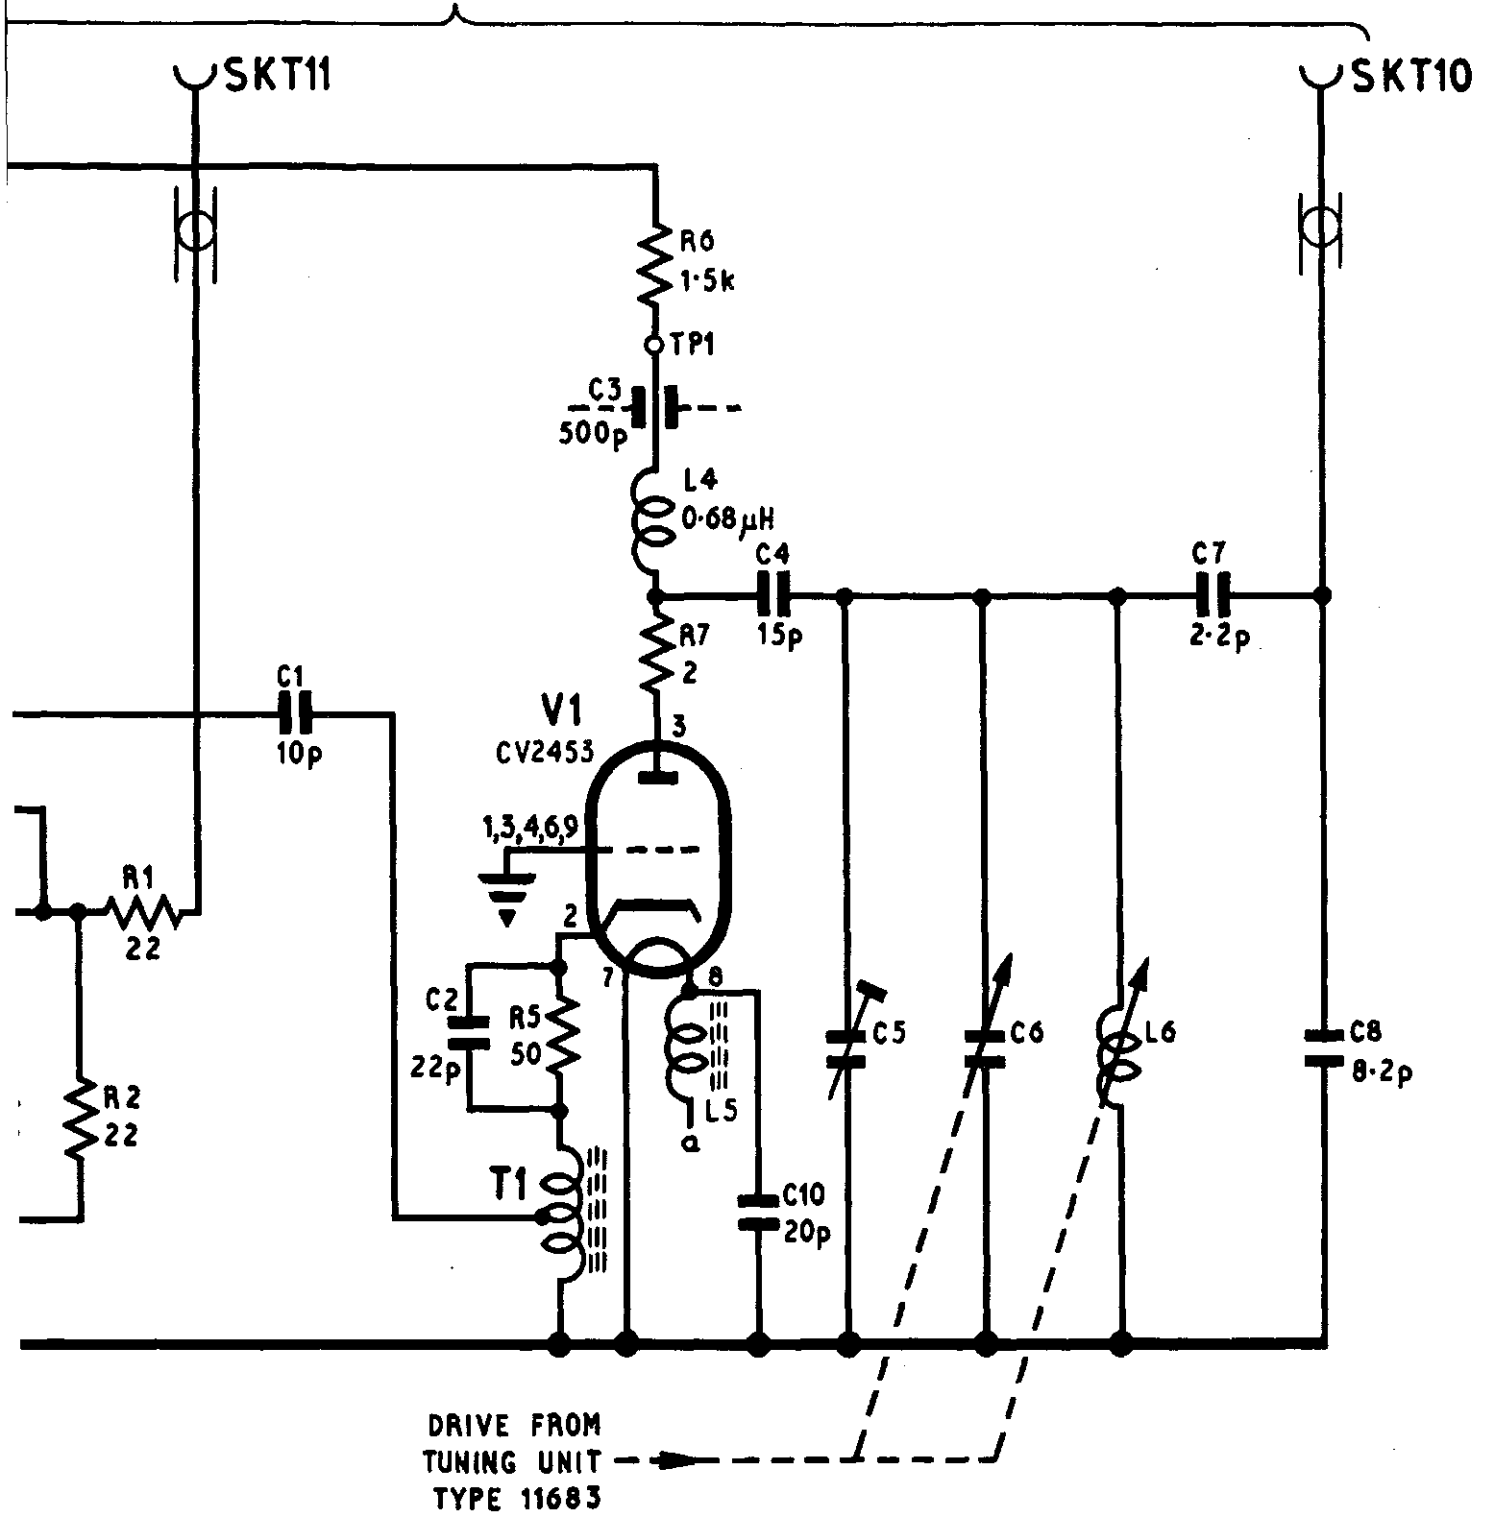 SKT11
SKT10
R6
1·5k
TP1
C3
500p
L4
0·68µH
C4
15p
C7
2·2p
R7
2
C1
10p
V1
CV2453
3
1,3,4,6,9
R1
22
2
7
8
C2
22p
R5
50
C5
C6
L6
C8
8·2p
R2
22
L5
a
T1
C10
20p
DRIVE FROM
TUNING UNIT
TYPE 11683